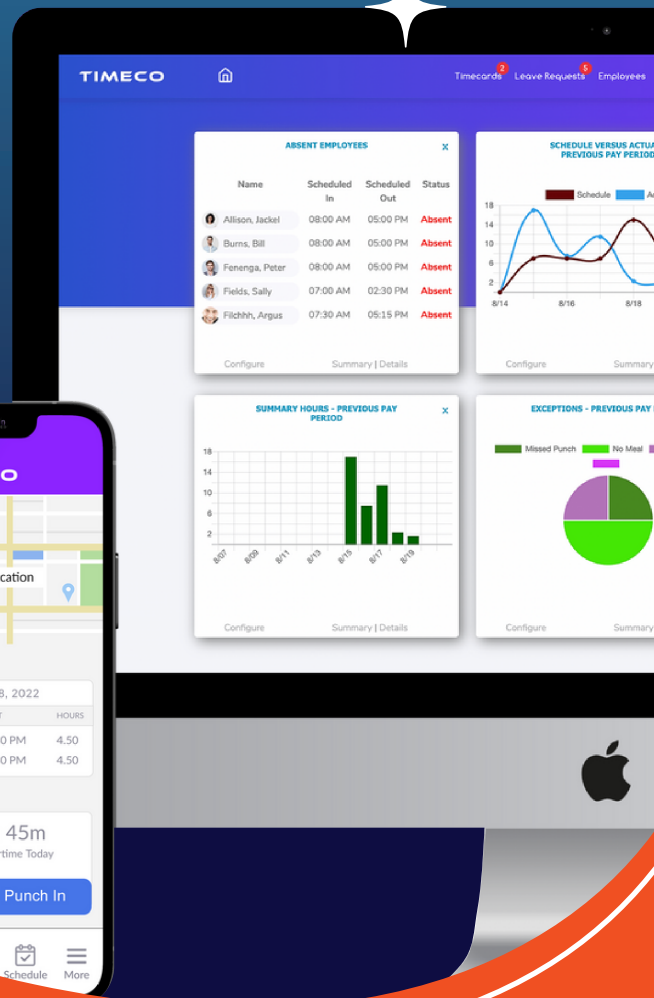 TIMECO
Timecards 2 Leave Requests 5 Employees
ABSENT EMPLOYEES x
Name Scheduled In Scheduled Out Status
Allison, Jackel 08:00 AM 05:00 PM Absent
Burns, Bill 08:00 AM 05:00 PM Absent
Fenenga, Peter 08:00 AM 05:00 PM Absent
Fields, Sally 07:00 AM 02:30 PM Absent
Filchhh, Argus 07:30 AM 05:15 PM Absent
Configure Summary | Details
SCHEDULE VERSUS ACTUA
PREVIOUS PAY PERIOD
Schedule Ac
18
14
10
6
2
8/14 8/16 8/18
Configure Summary
SUMMARY HOURS - PREVIOUS PAY x
PERIOD
18
14
10
6
2
8/07 8/09 8/11 8/13 8/15 8/17 8/19
Configure Summary | Details
EXCEPTIONS - PREVIOUS PAY
Missed Punch No Meal
Configure Summary
O
cation
8, 2022
T HOURS
0 PM 4.50
0 PM 4.50
45m
rtime Today
Punch In
Schedule More